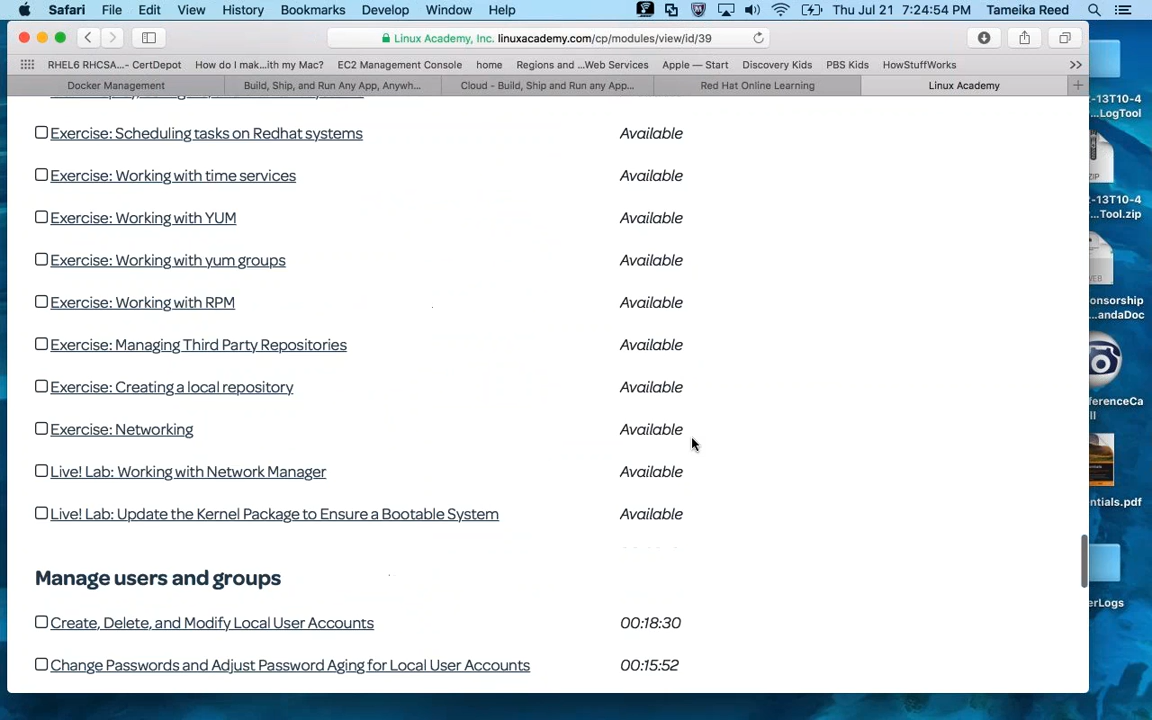 Safari File Edit View History Bookmarks Develop Window Help Thu Jul 21 7:24:54 PM Tameika Reed
Linux Academy, Inc. linuxacademy.com/cp/modules/view/id/39
RHEL6 RHCSA...- CertDepot How do I mak...ith my Mac? EC2 Management Console home Regions and ...Web Services Apple — Start Discovery Kids PBS Kids HowStuffWorks
Docker Management Build, Ship, and Run Any App, Anywh... Cloud - Build, Ship and Run any App... Red Hat Online Learning Linux Academy
Exercise: Scheduling tasks on Redhat systems Available
Exercise: Working with time services Available
Exercise: Working with YUM Available
Exercise: Working with yum groups Available
Exercise: Working with RPM Available
Exercise: Managing Third Party Repositories Available
Exercise: Creating a local repository Available
Exercise: Networking Available
Live! Lab: Working with Network Manager Available
Live! Lab: Update the Kernel Package to Ensure a Bootable System Available
Manage users and groups
Create, Delete, and Modify Local User Accounts 00:18:30
Change Passwords and Adjust Password Aging for Local User Accounts 00:15:52
-13T10-4
LogTool
ZIP
-13T10-4
Tool.zip
onsorship
...andaDoc
ferenceCa
ll
ntials.pdf
erLogs